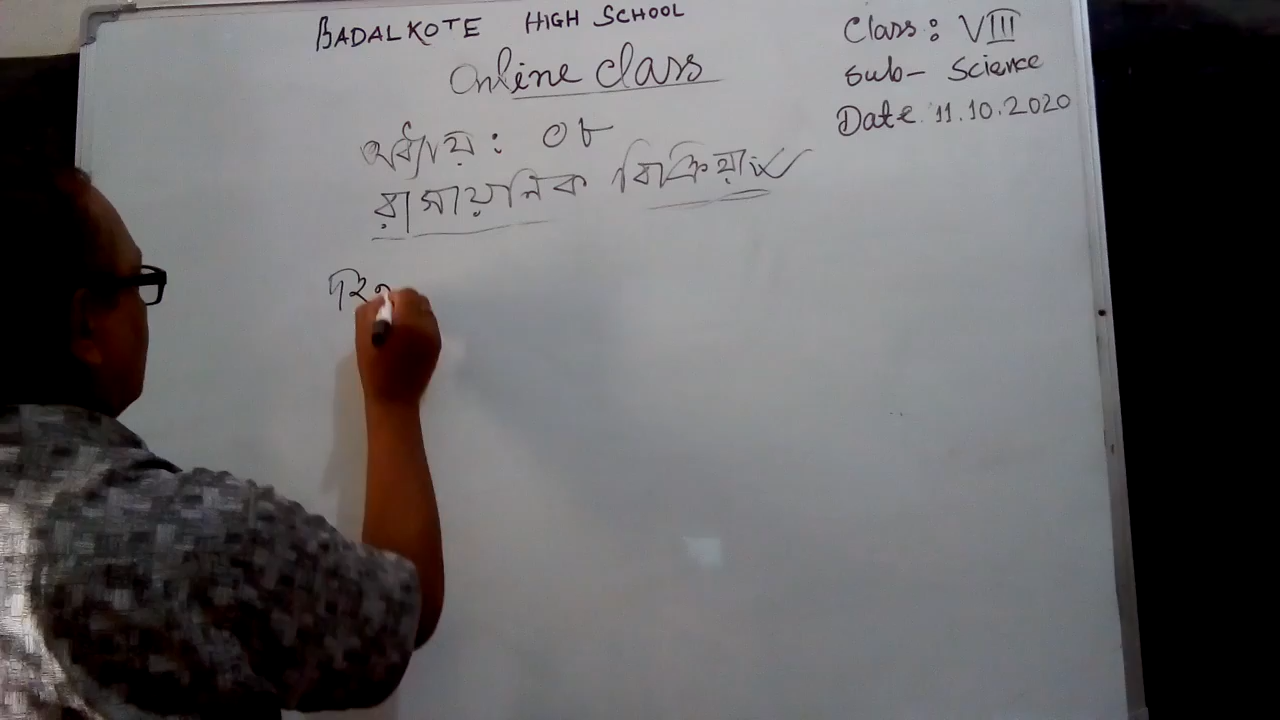 BADALKOTE HIGH SCHOOL
Online Class
Class: VIII
Sub- Science
Date 11.10.2020
অধ্যায়: ০৮
রাসায়নিক বিক্রিয়া